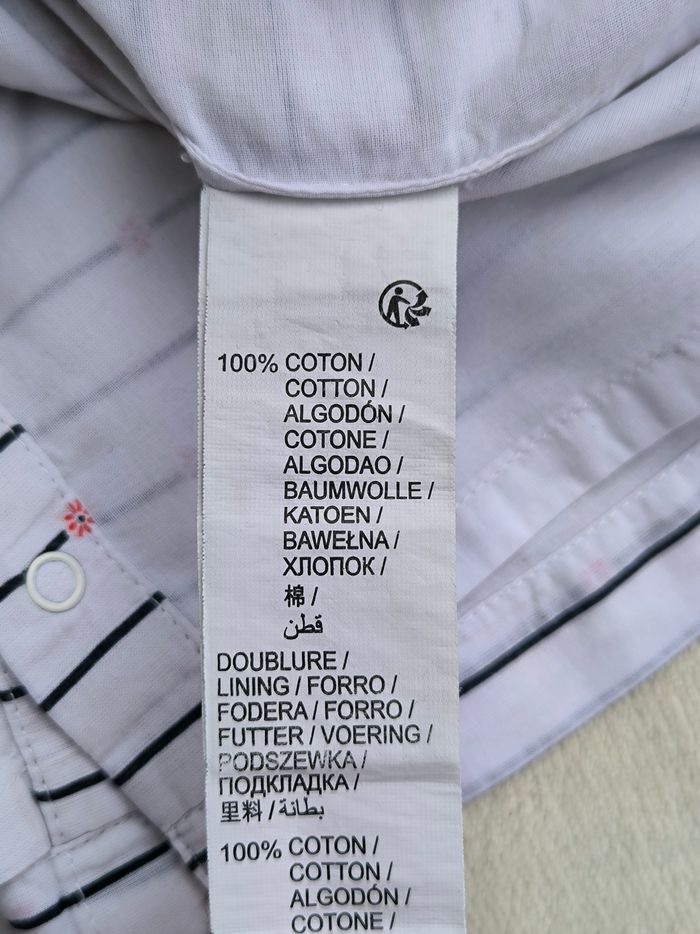 100% COTON /
COTTON /
ALGODÓN /
COTONE /
ALGODAO /
BAUMWOLLE /
KATOEN /
BAWEŁNA /
ХЛОПОК /
棉 /
قطن
DOUBLURE /
LINING / FORRO /
FODERA / FORRO /
FUTTER / VOERING /
PODSZEWKA /
ПОДКЛАДКА /
里料 / بطانة /
100% COTON /
COTTON /
ALGODÓN /
COTONE /